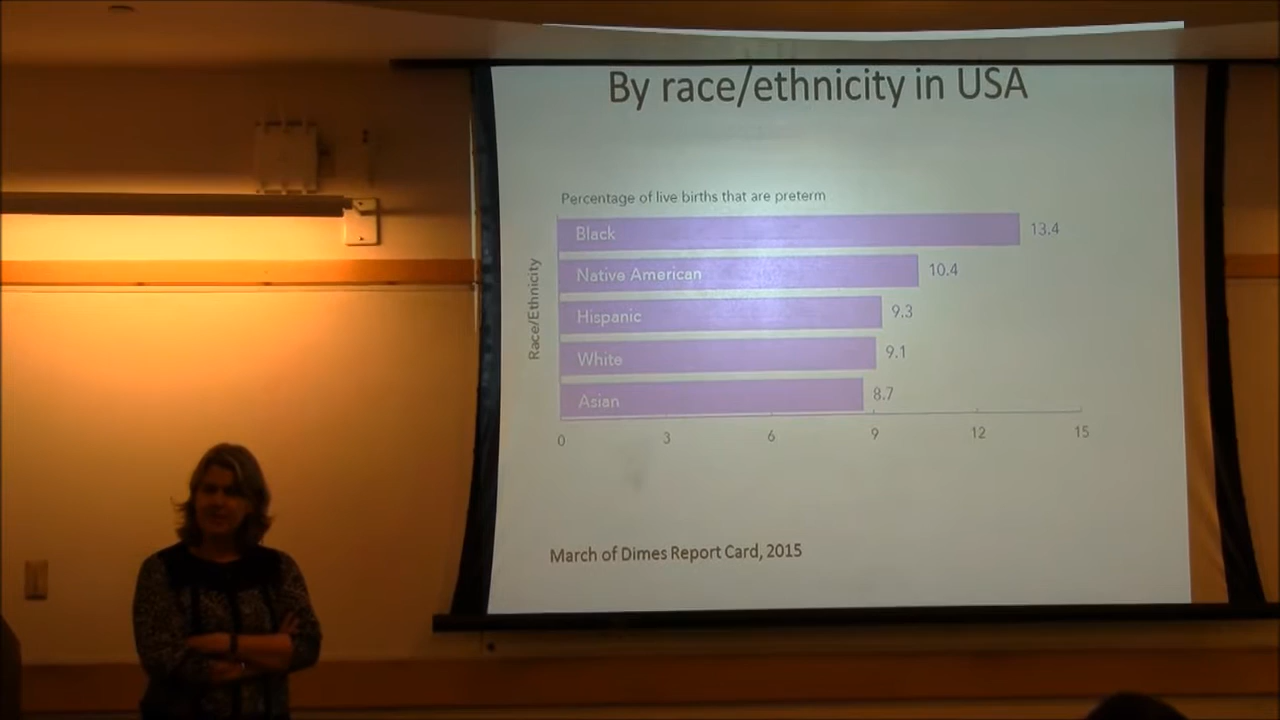 By race/ethnicity in USA
Percentage of live births that are preterm
Race/Ethnicity
Black 13.4
Native American 10.4
Hispanic 9.3
White 9.1
Asian 8.7
0 3 6 9 12 15
March of Dimes Report Card, 2015